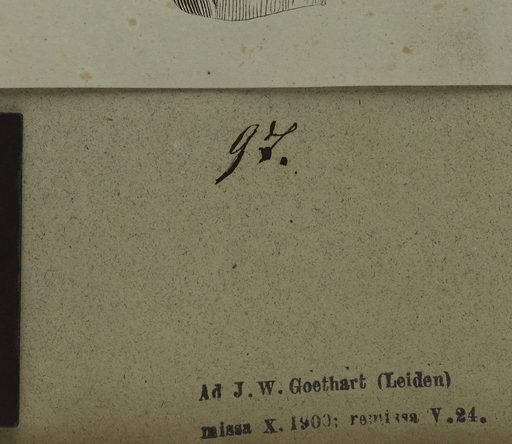 97.
Ad J. W. Goethart (Leiden)
missa X. 1900; remissa V.24.